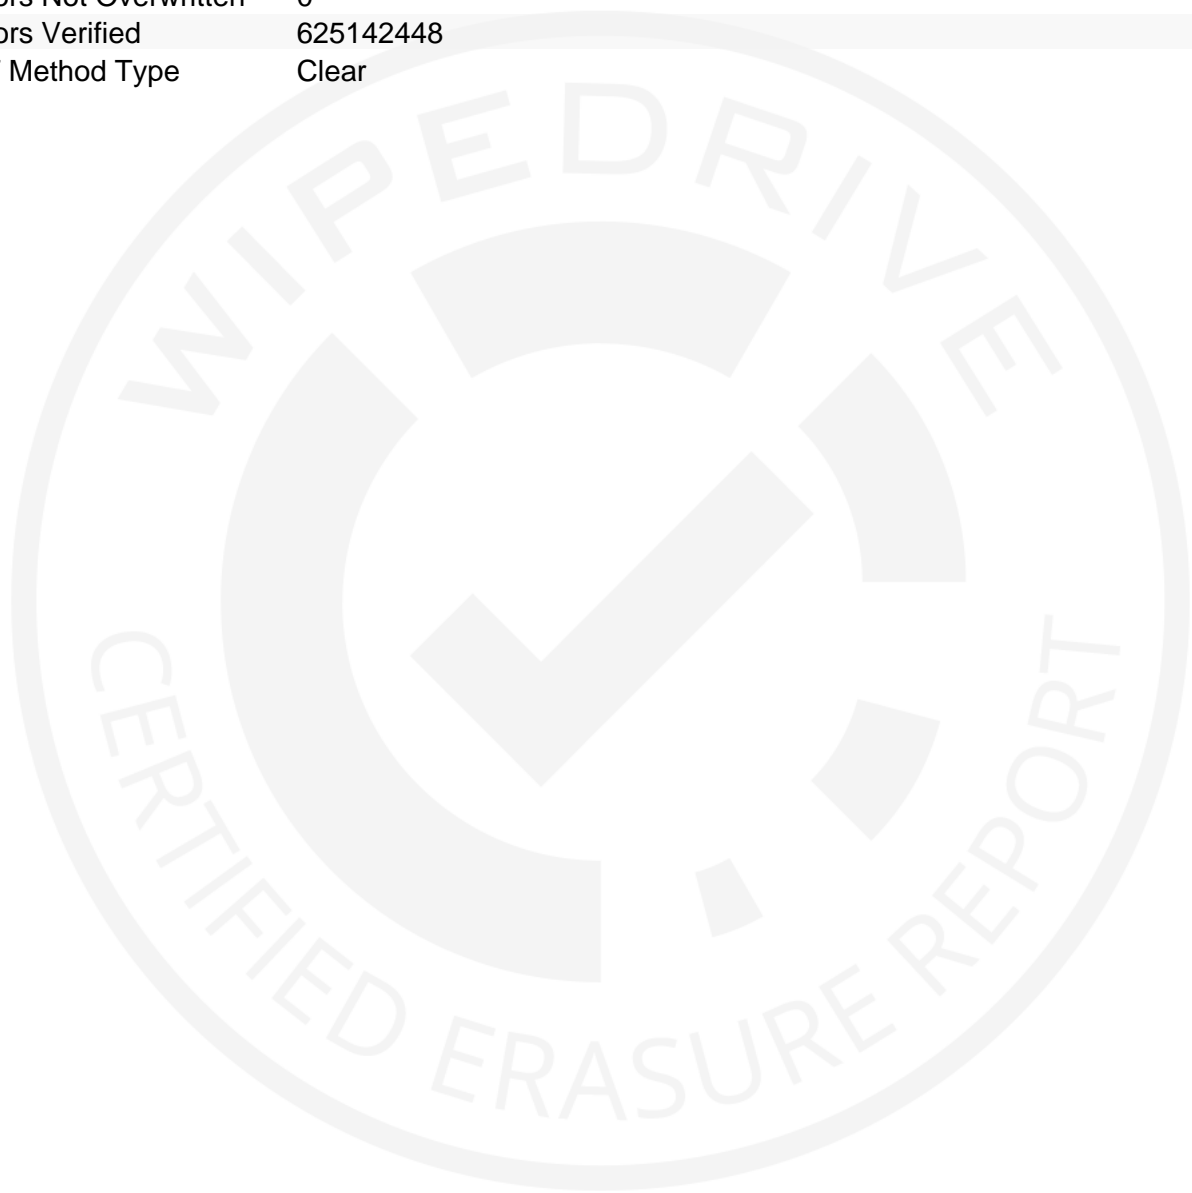 ors Not Overwritten 0
ors Verified 625142448
Method Type Clear
WIPEDRIVE
CERTIFIED ERASURE REPORT